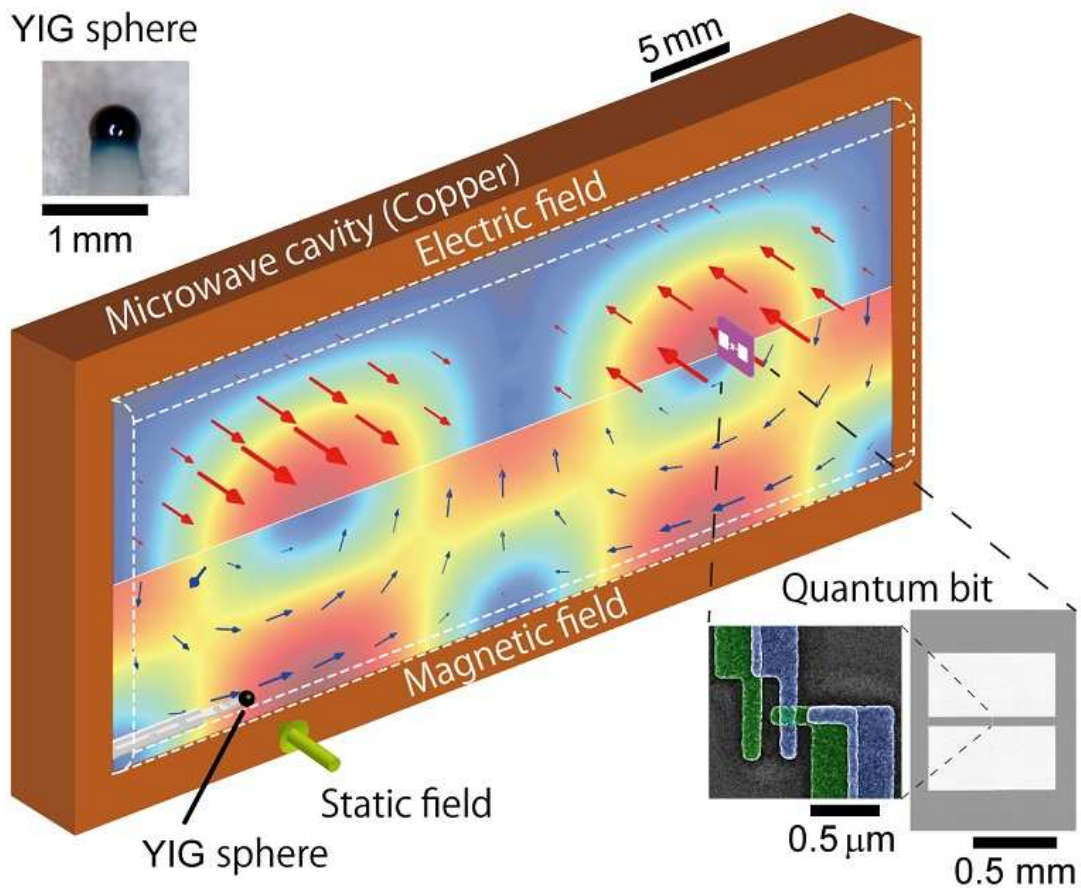 YIG sphere
1 mm
5 mm
Microwave cavity (Copper)
Electric field
Magnetic field
Static field
YIG sphere
Quantum bit
0.5 μm
0.5 mm